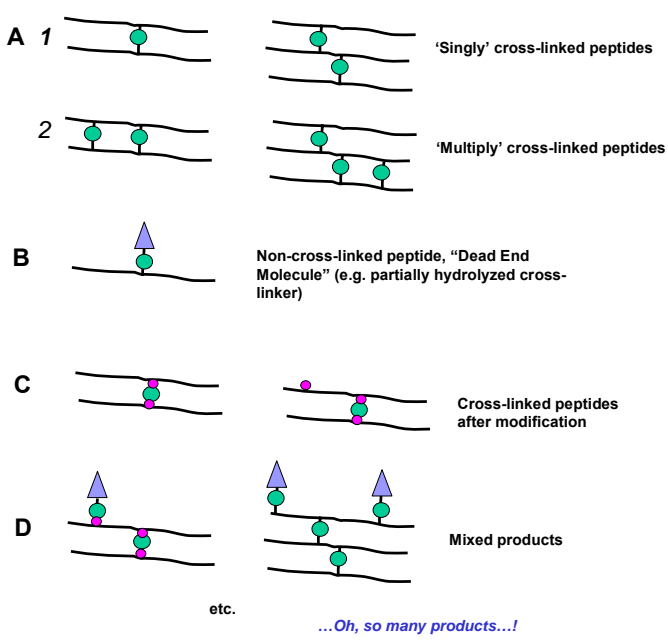 A 1
'Singly' cross-linked peptides
2
'Multiply' cross-linked peptides
B
Non-cross-linked peptide, “Dead End
Molecule” (e.g. partially hydrolyzed cross-
linker)
C
Cross-linked peptides
after modification
D
Mixed products
etc.
…Oh, so many products…!